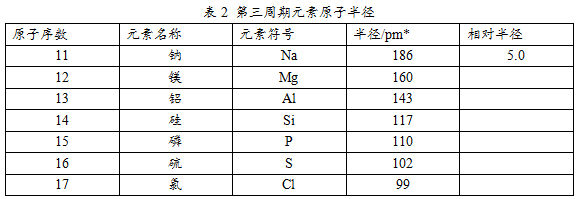 表 2 第三周期元素原子半径
原子序数 元素名称 元素符号 半径/pm* 相对半径
11 钠 Na 186 5.0
12 镁 Mg 160
13 铝 Al 143
14 硅 Si 117
15 磷 P 110
16 硫 S 102
17 氯 Cl 99